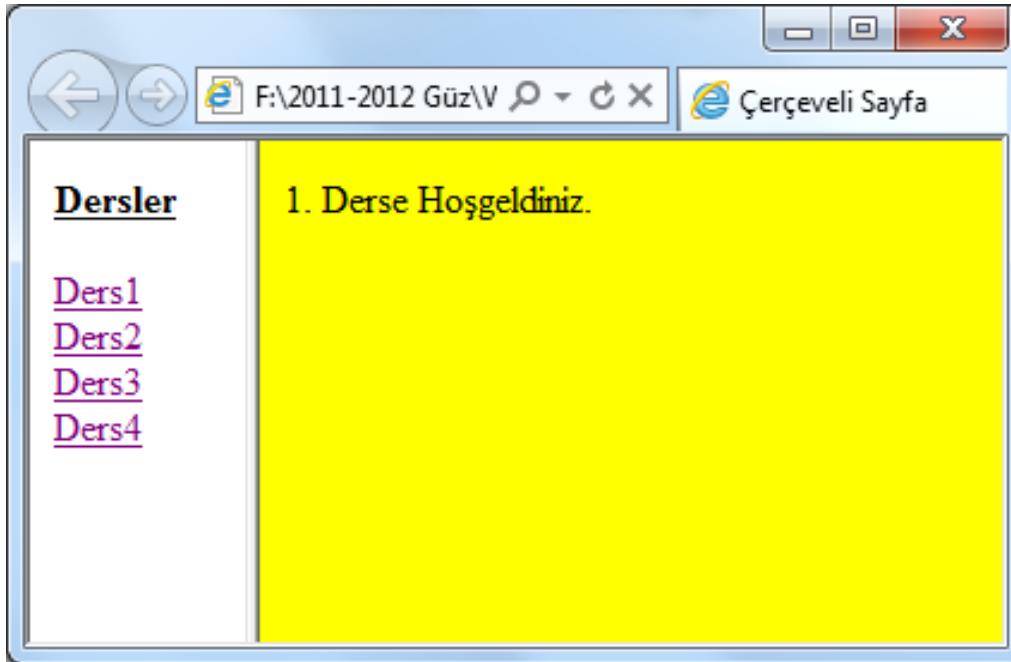 F:\2011-2012 Güz\V
Çerçeveli Sayfa
Dersler
Ders1
Ders2
Ders3
Ders4
1. Derse Hoşgeldiniz.